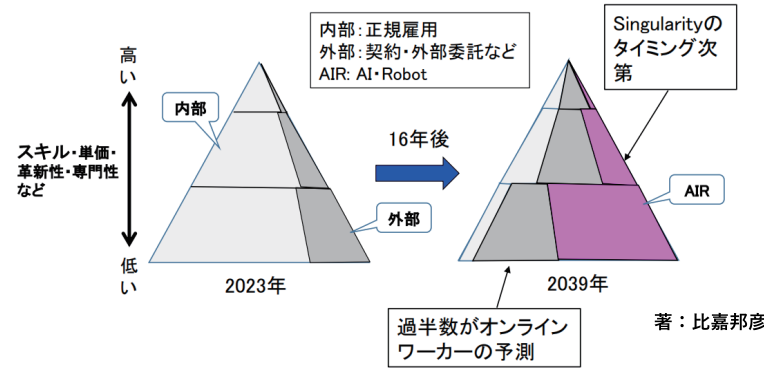 内部：正規雇用
外部：契約・外部委託など
AIR: AI・Robot
Singularityの
タイミング次
第
高
い
スキル・単価・
革新性・専門性
など
低
い
内部
外部
2023年
16年後
AIR
2039年
過半数がオンライン
ワーカーの予測
著：比嘉邦彦